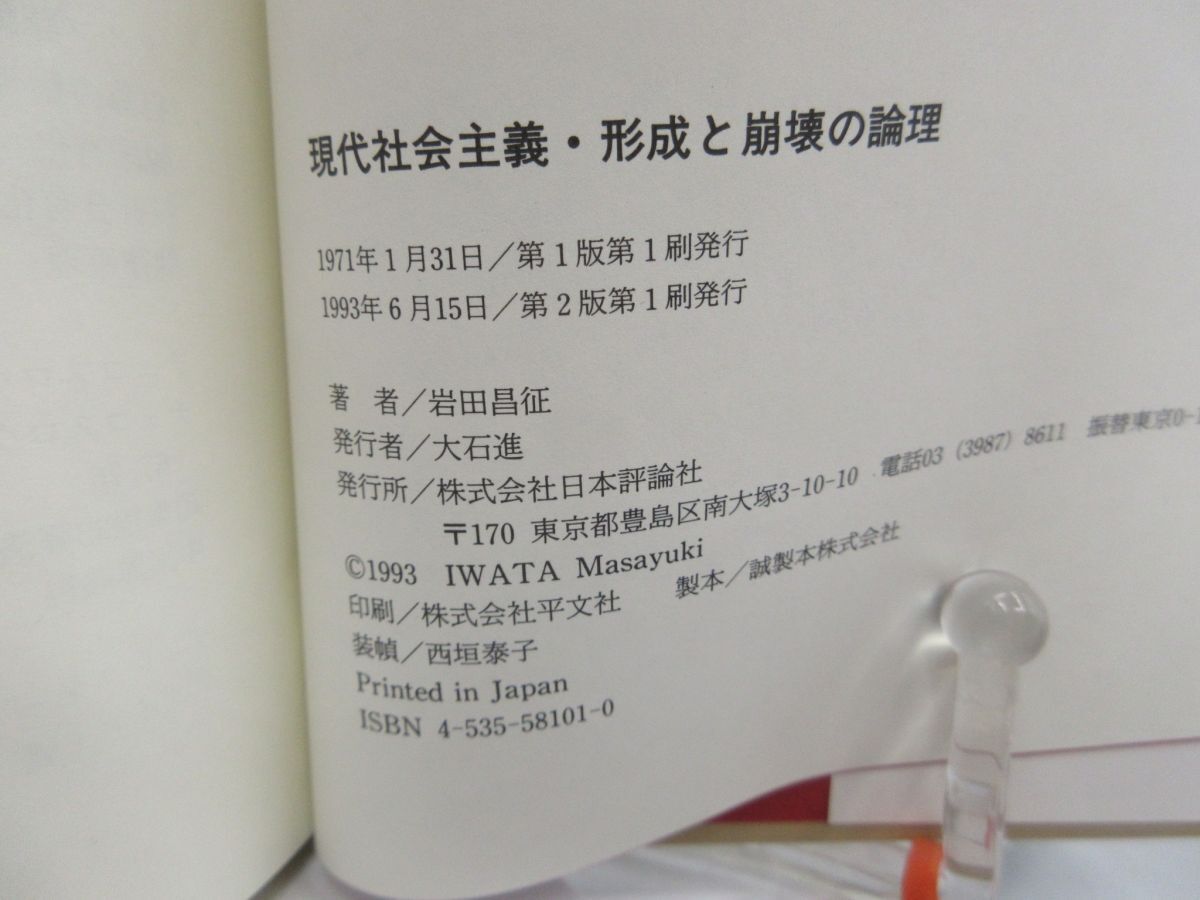 現代社会主義・形成と崩壊の論理
1971年1月31日／第1版第1刷発行
1993年6月15日／第2版第1刷発行
著　者／岩田昌征
発行者／大石進
発行所／株式会社日本評論社
〒170 東京都豊島区南大塚3-10-10 電話03 (3987) 8611 振替東京0-1
©1993 IWATA Masayuki
印刷／株式会社平文社 製本／誠製本株式会社
装幀／西垣泰子
Printed in Japan
ISBN 4-535-58101-0